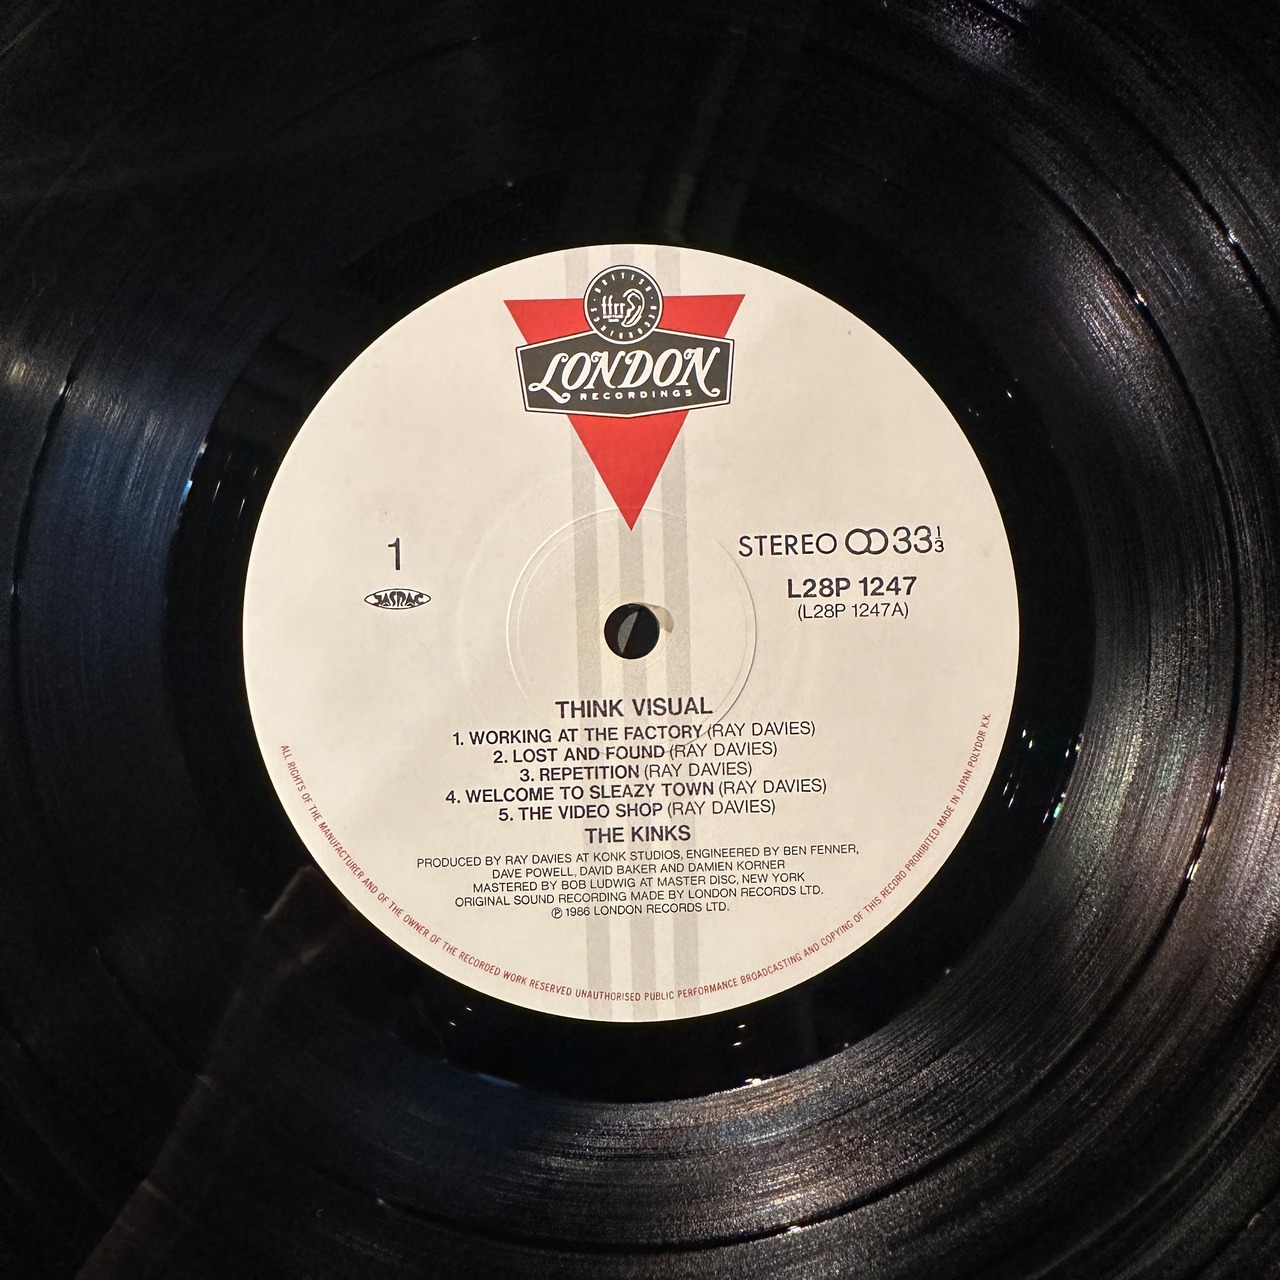 BRITISH RECORDINGS
ffrr
LONDON
RECORDINGS
1
JASRAC
STEREO 33 1/3
L28P 1247
(L28P 1247A)
THINK VISUAL
1. WORKING AT THE FACTORY (RAY DAVIES)
2. LOST AND FOUND (RAY DAVIES)
3. REPETITION (RAY DAVIES)
4. WELCOME TO SLEAZY TOWN (RAY DAVIES)
5. THE VIDEO SHOP (RAY DAVIES)
THE KINKS
PRODUCED BY RAY DAVIES AT KONK STUDIOS, ENGINEERED BY BEN FENNER,
DAVE POWELL, DAVID BAKER AND DAMIEN KORNER
MASTERED BY BOB LUDWIG AT MASTER DISC, NEW YORK
ORIGINAL SOUND RECORDING MADE BY LONDON RECORDS LTD.
℗ 1986 LONDON RECORDS LTD.
ALL RIGHTS OF THE MANUFACTURER AND OF THE OWNER OF THE RECORDED WORK RESERVED UNAUTHORISED PUBLIC PERFORMANCE BROADCASTING AND COPYING OF THIS RECORD PROHIBITED MADE IN JAPAN POLYDOR K.K.